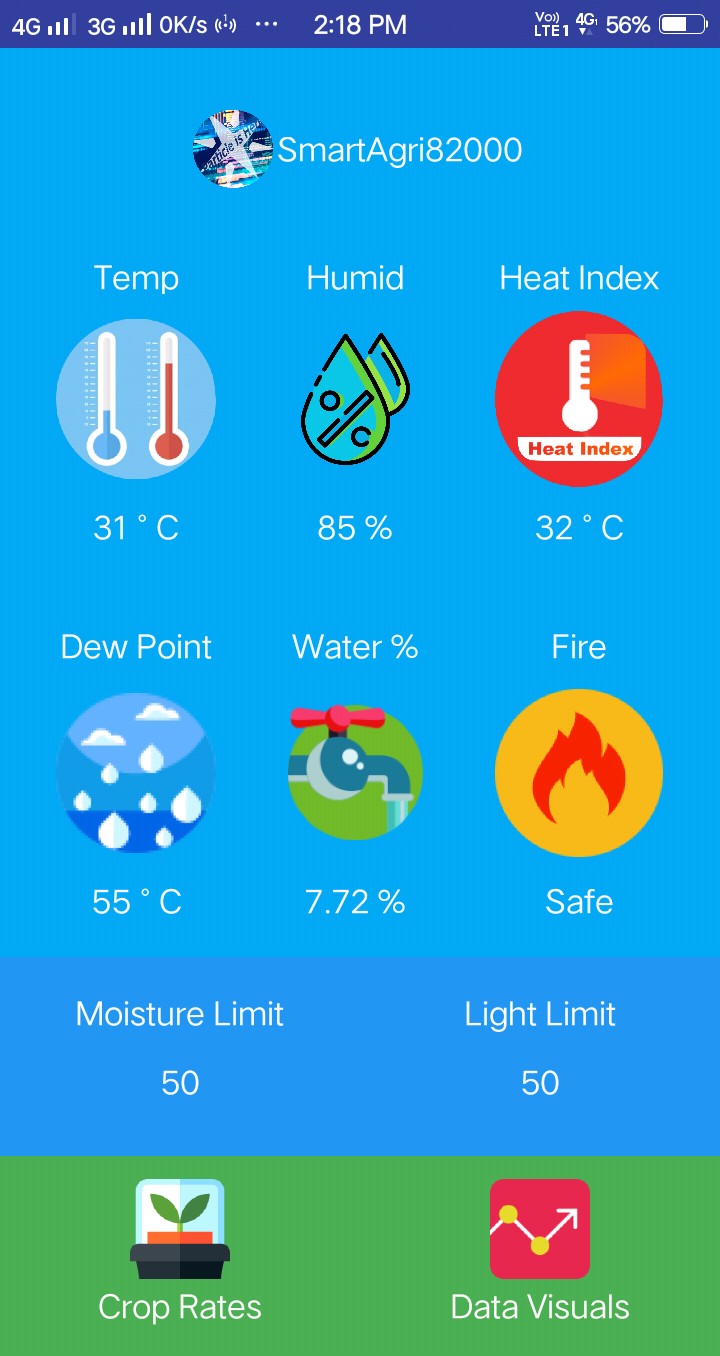 4G 3G 0K/s ... 2:18 PM Vo)) LTE1 4G 56%
SmartAgri82000
Temp Humid Heat Index
Heat Index
31 ° C 85 % 32 ° C
Dew Point Water % Fire
55 ° C 7.72 % Safe
Moisture Limit Light Limit
50 50
Crop Rates Data Visuals